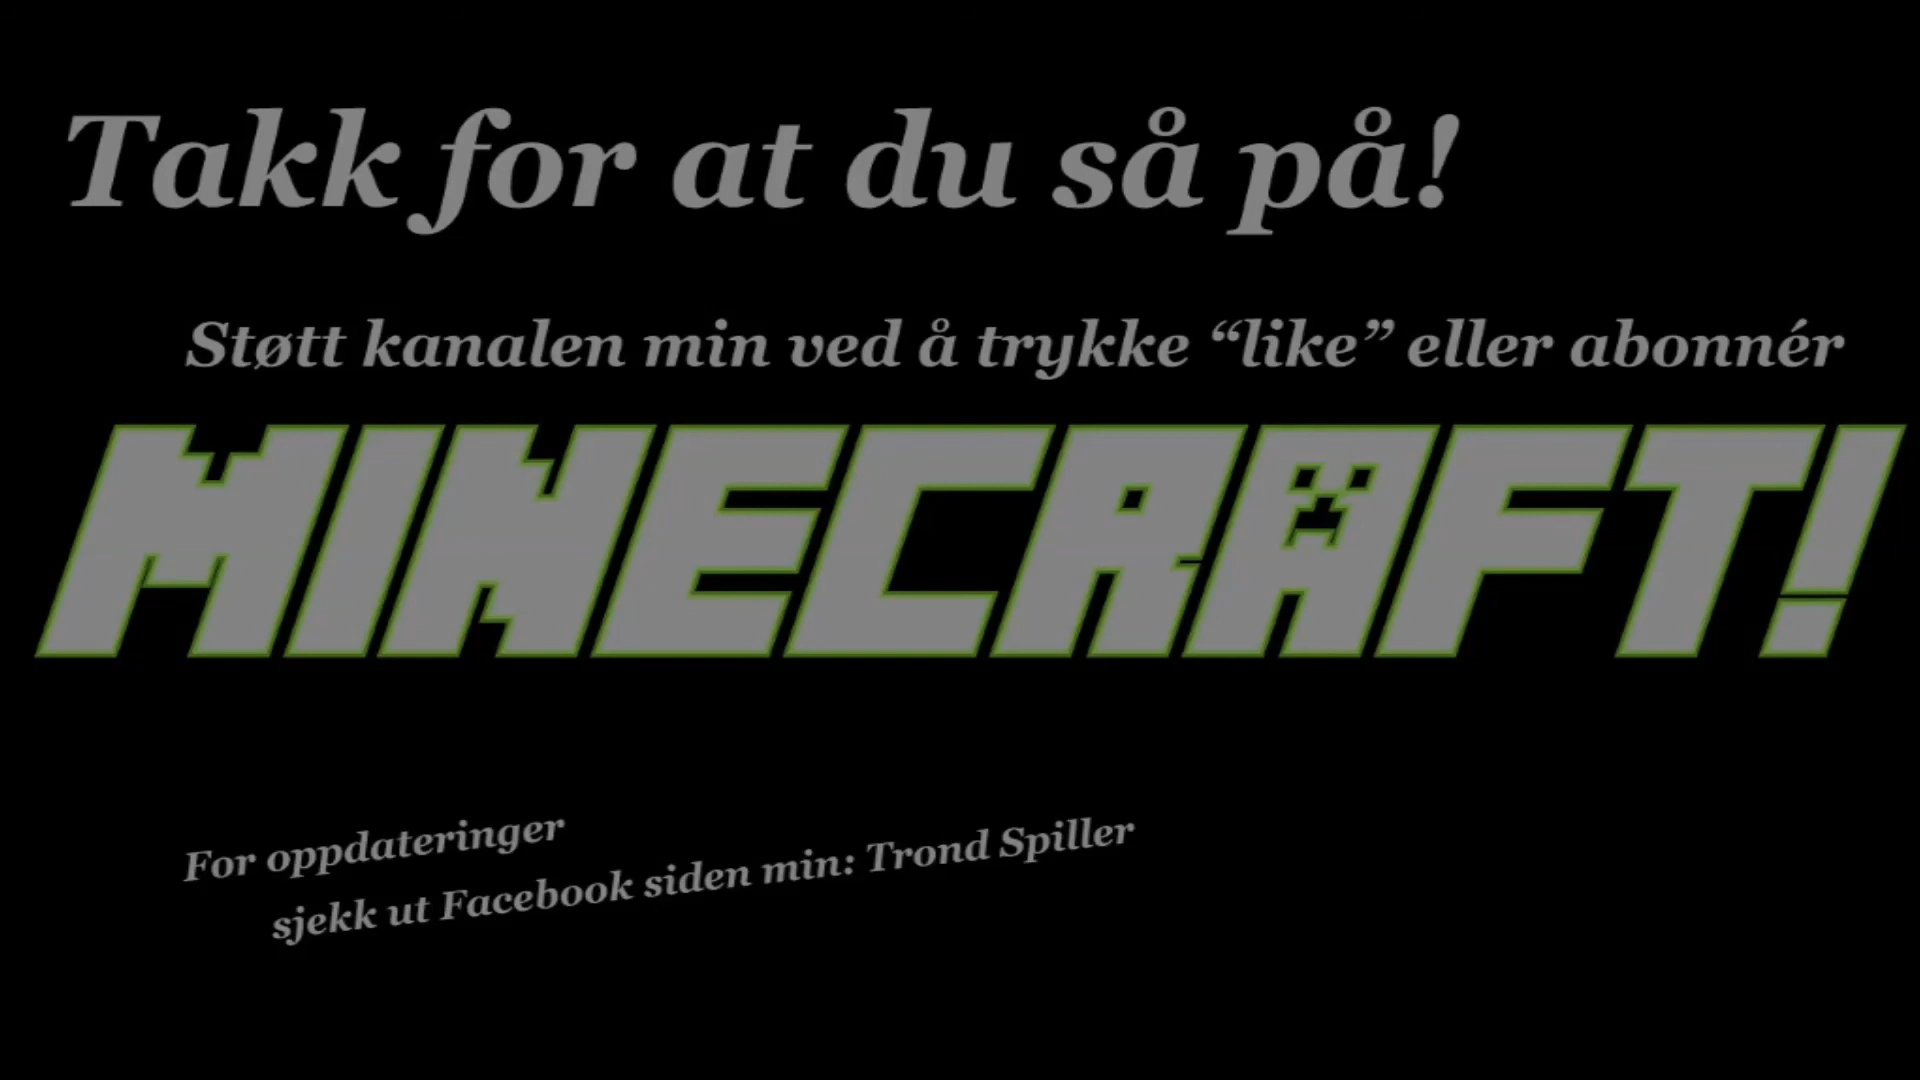 Takk for at du så på!
Støtt kanalen min ved å trykke “like” eller abonnér
MINECRAFT!
For oppdateringer
sjekk ut Facebook siden min: Trond Spiller